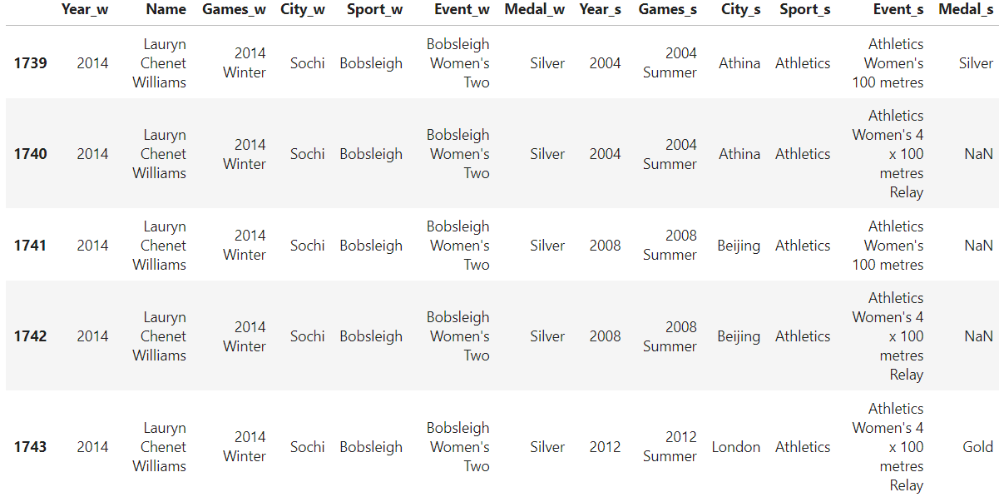 Year_w Name Games_w City_w Sport_w Event_w Medal_w Year_s Games_s City_s Sport_s Event_s Medal_s
1739 2014 Lauryn Chenet Williams 2014 Winter Sochi Bobsleigh Bobsleigh Women's Two Silver 2004 2004 Summer Athina Athletics Athletics Women's 100 metres Silver
1740 2014 Lauryn Chenet Williams 2014 Winter Sochi Bobsleigh Bobsleigh Women's Two Silver 2004 2004 Summer Athina Athletics Athletics Women's 4 x 100 metres Relay NaN
1741 2014 Lauryn Chenet Williams 2014 Winter Sochi Bobsleigh Bobsleigh Women's Two Silver 2008 2008 Summer Beijing Athletics Athletics Women's 100 metres NaN
1742 2014 Lauryn Chenet Williams 2014 Winter Sochi Bobsleigh Bobsleigh Women's Two Silver 2008 2008 Summer Beijing Athletics Athletics Women's 4 x 100 metres Relay NaN
1743 2014 Lauryn Chenet Williams 2014 Winter Sochi Bobsleigh Bobsleigh Women's Two Silver 2012 2012 Summer London Athletics Athletics Women's 4 x 100 metres Relay Gold